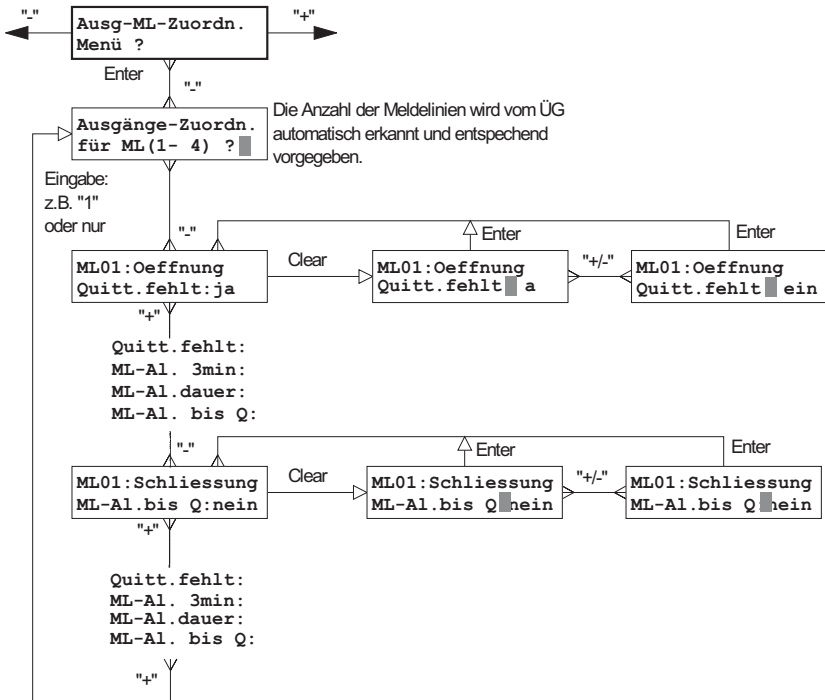 "-"
Ausg-ML-Zuordn.
Menü ?
"+"
Enter
"-"
Ausgänge-Zuordn.
für ML(1- 4) ?
Die Anzahl der Meldelinien wird vom ÜG
automatisch erkannt und entspechend
vorgegeben.
Eingabe:
z.B. "1"
oder nur
"-"
Enter
Enter
ML01:Oeffnung
Quitt.fehlt:ja
Clear
ML01:Oeffnung
Quitt.fehlt a
"+/-"
ML01:Oeffnung
Quitt.fehlt ein
"+"
Quitt.fehlt:
ML-Al. 3min:
ML-Al.dauer:
ML-Al. bis Q:
"-"
Enter
Enter
ML01:Schliessung
ML-Al.bis Q:nein
Clear
ML01:Schliessung
ML-Al.bis Q nein
"+/-"
ML01:Schliessung
ML-Al.bis Q: ein
"+"
Quitt.fehlt:
ML-Al. 3min:
ML-Al.dauer:
ML-Al. bis Q:
"+"